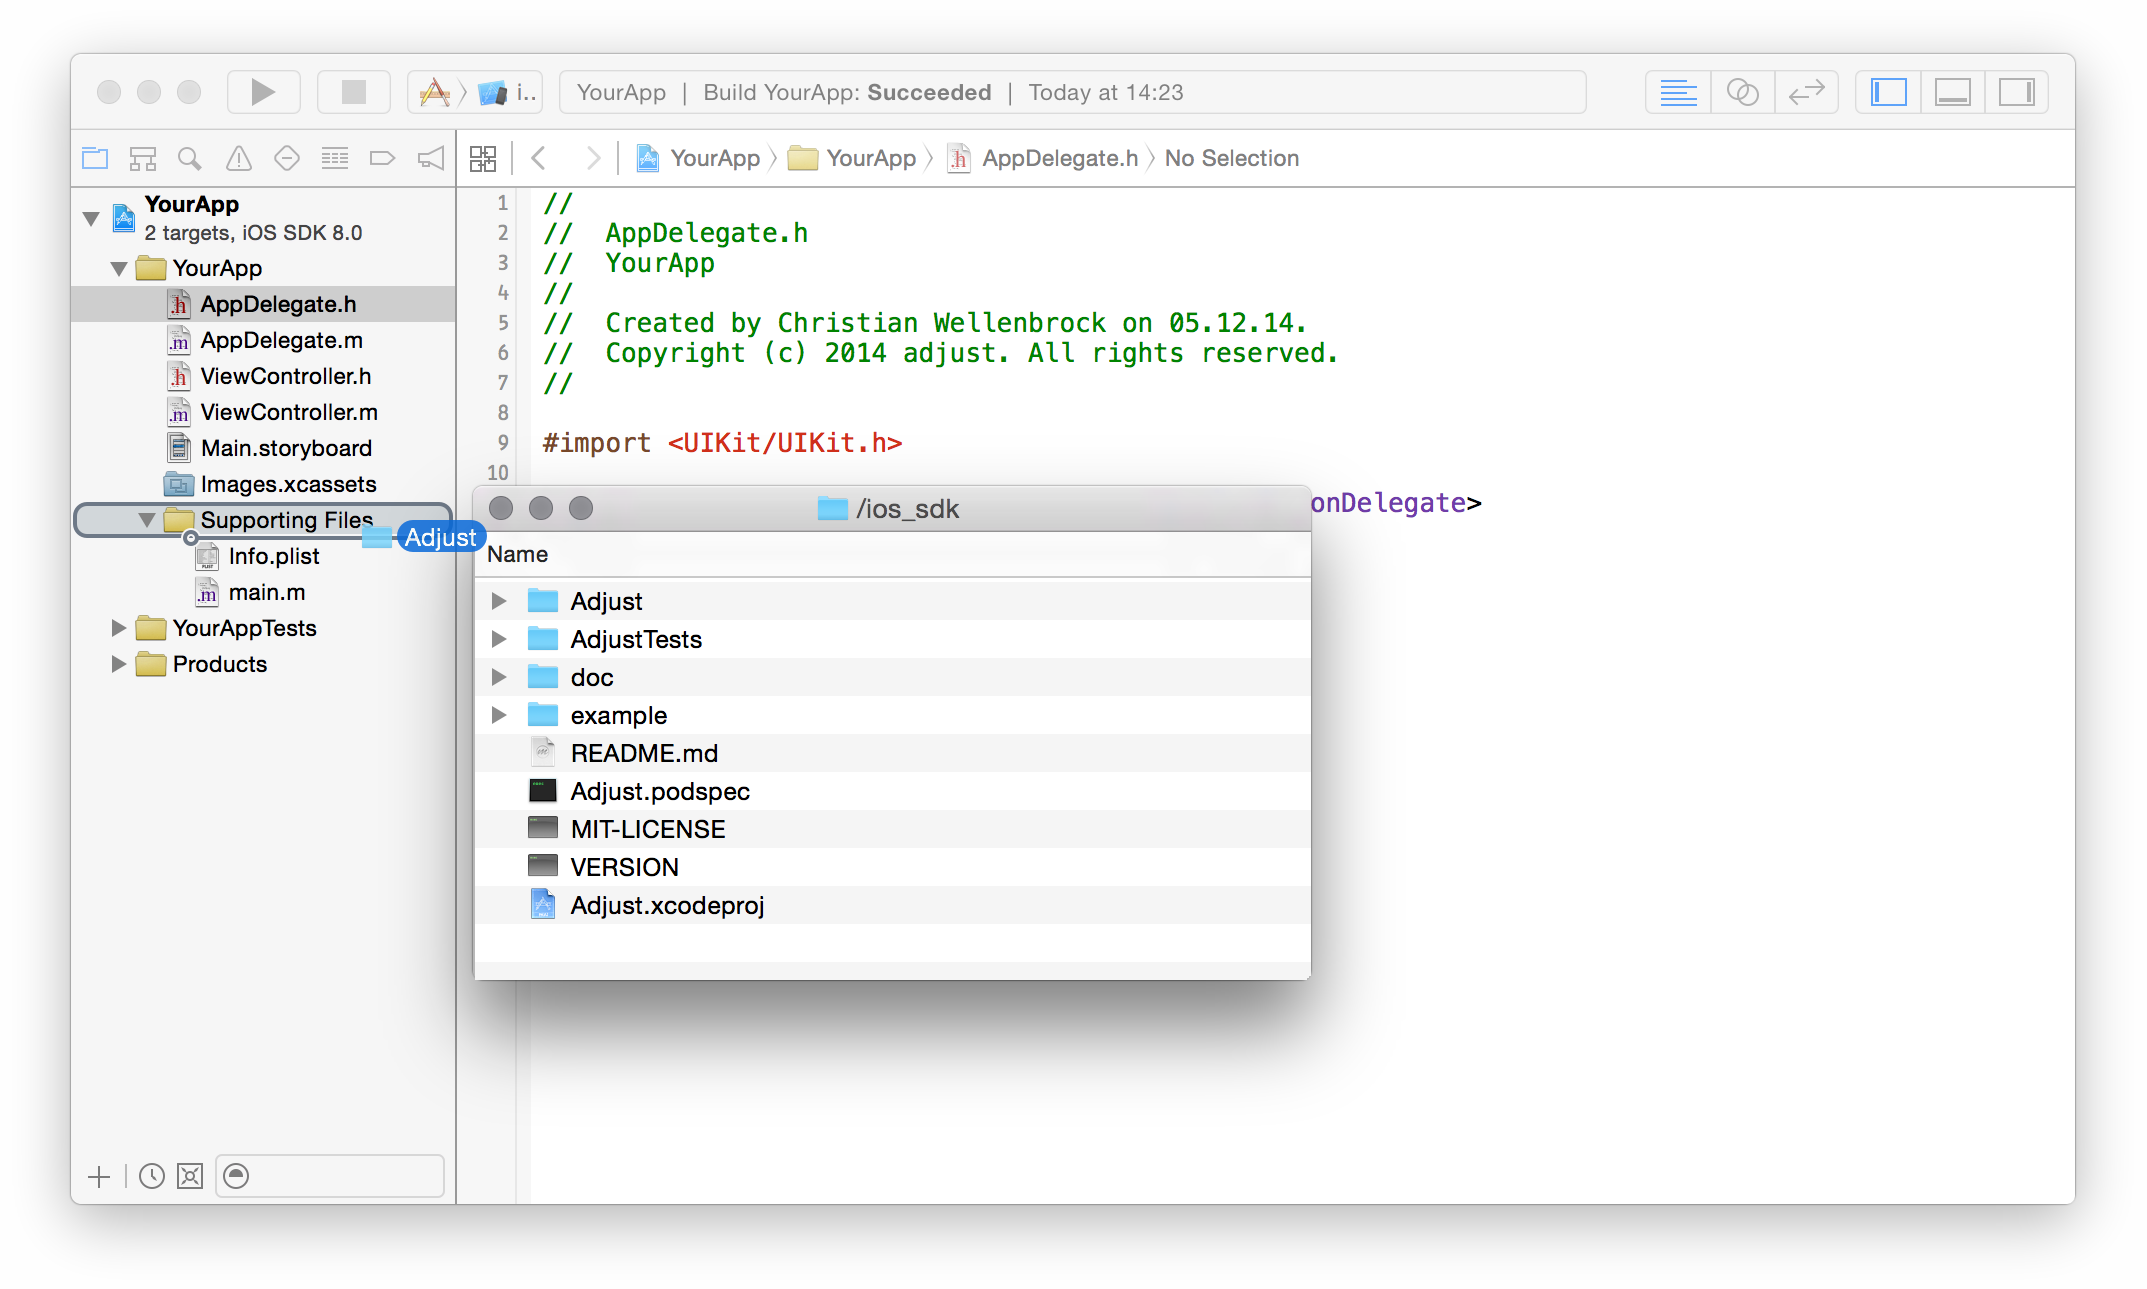 i..
YourApp | Build YourApp: Succeeded | Today at 14:23
YourApp
YourApp
AppDelegate.h
No Selection
YourApp
2 targets, iOS SDK 8.0
YourApp
AppDelegate.h
AppDelegate.m
ViewController.h
ViewController.m
Main.storyboard
Images.xcassets
Supporting Files
Adjust
Info.plist
main.m
YourAppTests
Products
1 //
2 //  AppDelegate.h
3 //  YourApp
4 //
5 //  Created by Christian Wellenbrock on 05.12.14.
6 //  Copyright (c) 2014 adjust. All rights reserved.
7 //
8
9 #import <UIKit/UIKit.h>
10
onDelegate>
/ios_sdk
Name
Adjust
AdjustTests
doc
example
README.md
Adjust.podspec
MIT-LICENSE
VERSION
Adjust.xcodeproj